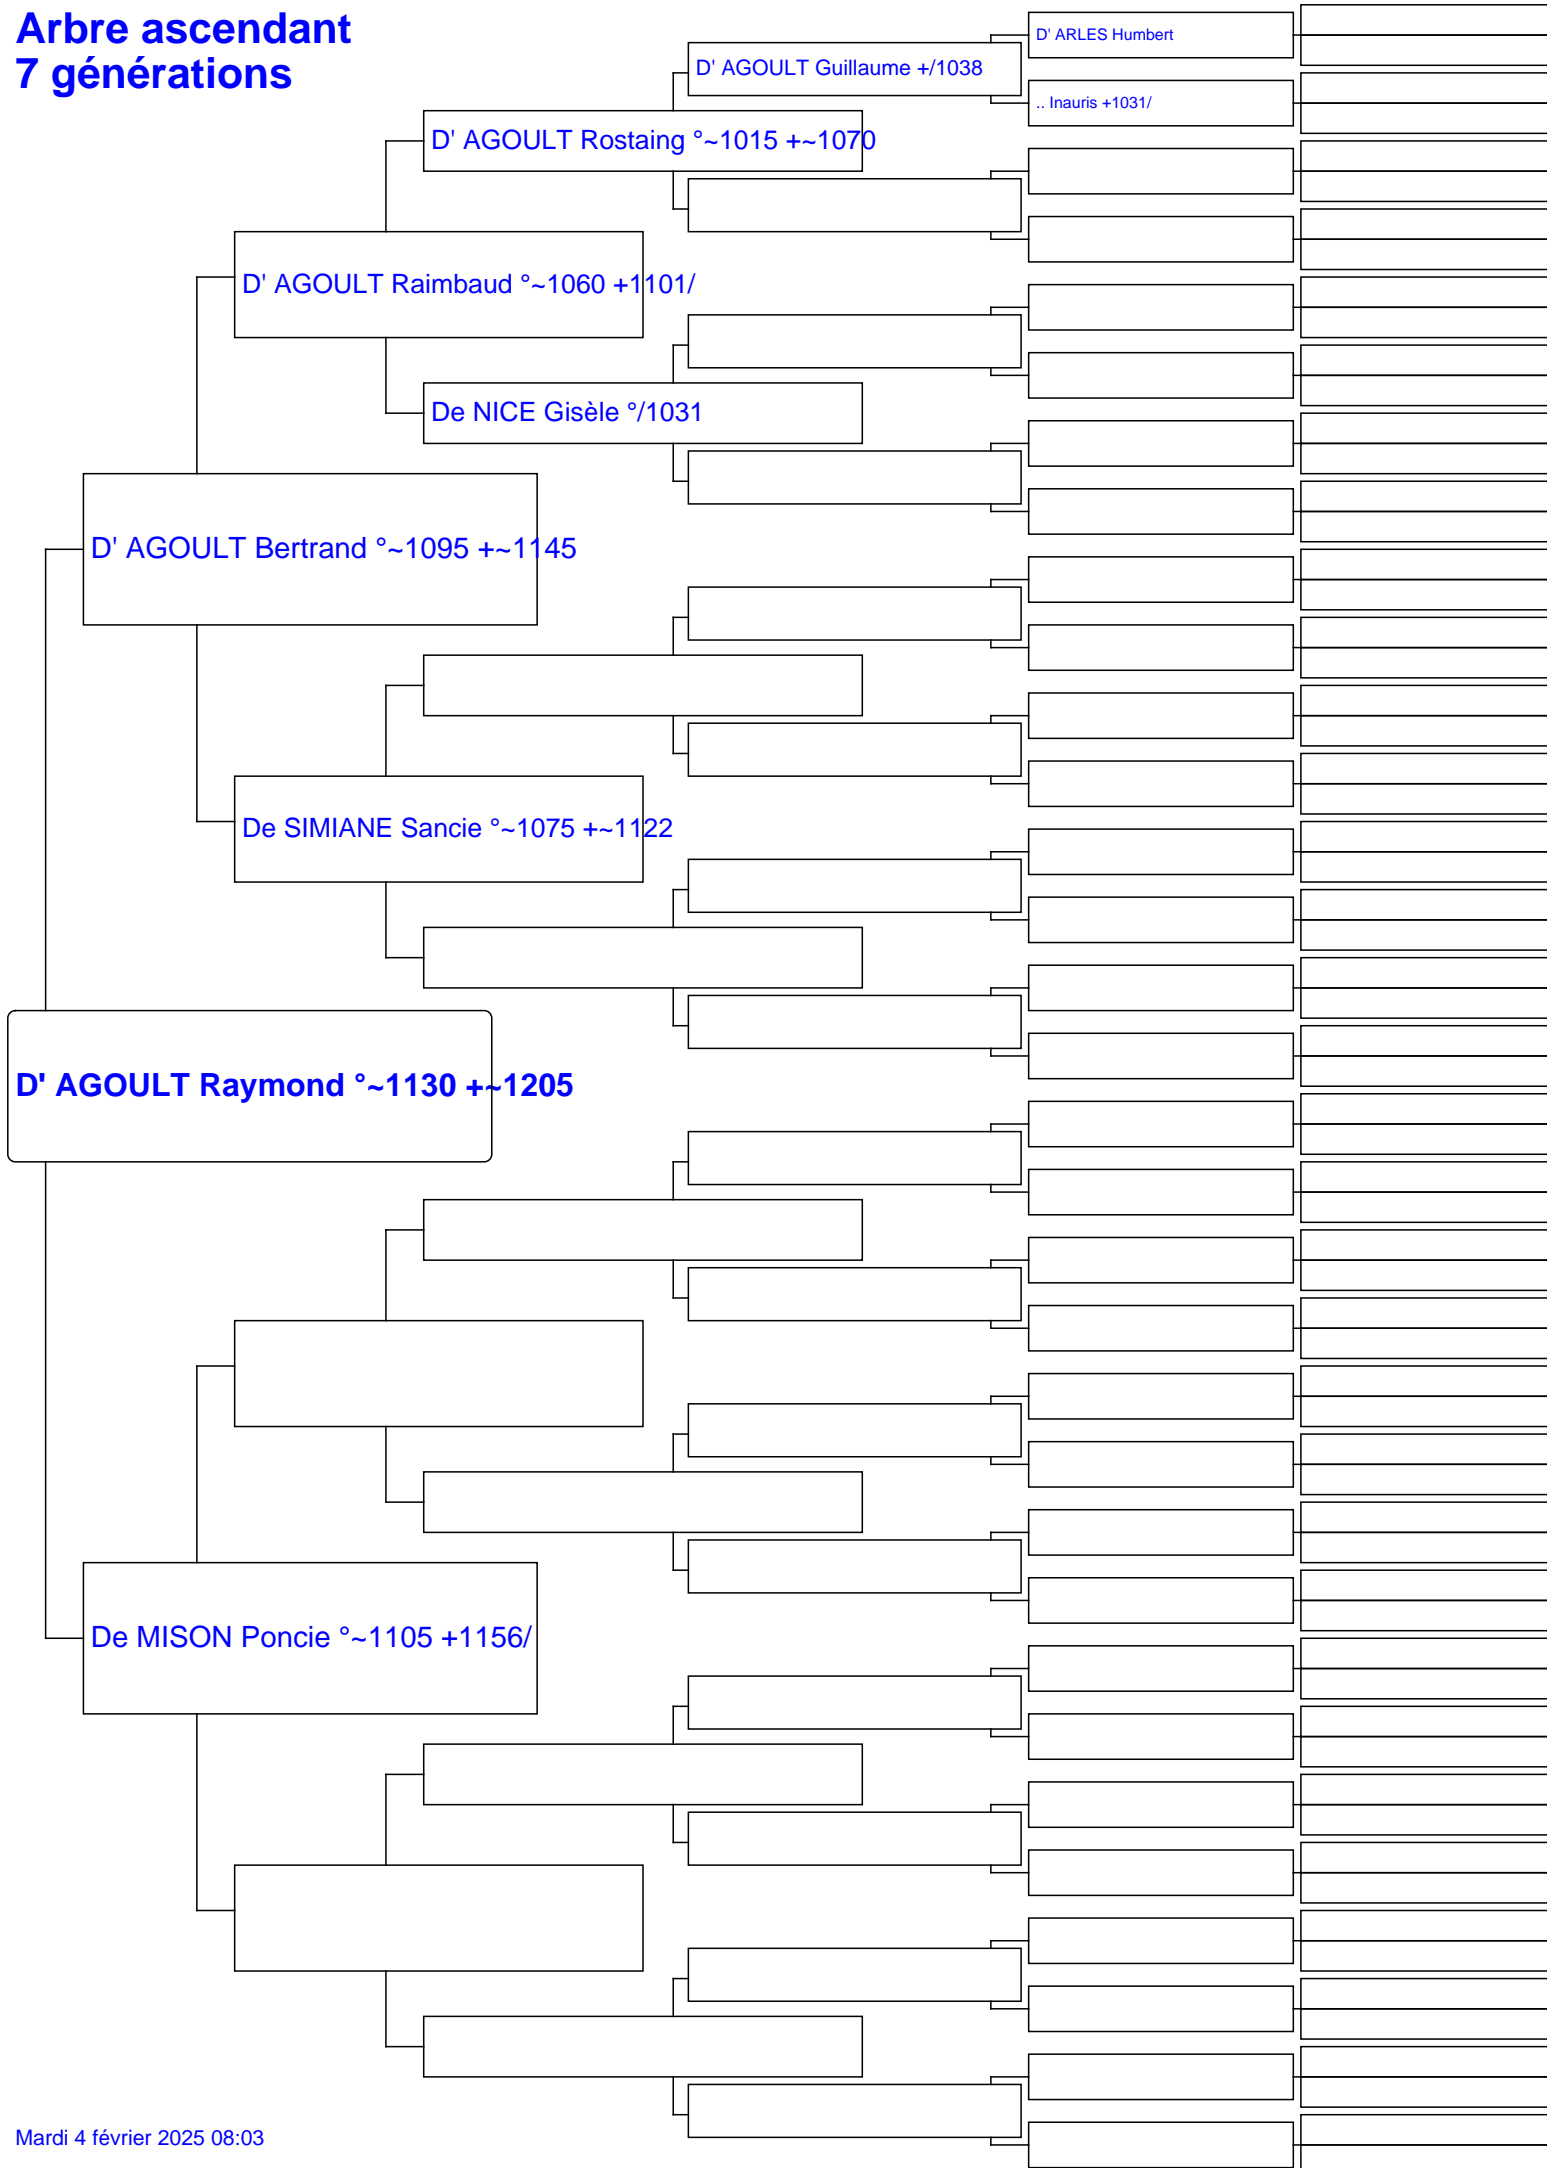 Arbre ascendant
7 générations
D' ARLES Humbert
D' AGOULT Guillaume +/1038
.. Inauris +1031/
D' AGOULT Rostaing °~1015 +~1070
D' AGOULT Raimbaud °~1060 +1101/
De NICE Gisèle °/1031
D' AGOULT Bertrand °~1095 +~1145
De SIMIANE Sancie °~1075 +~1122
D' AGOULT Raymond °~1130 +~1205
De MISON Poncie °~1105 +1156/
Mardi 4 février 2025 08:03